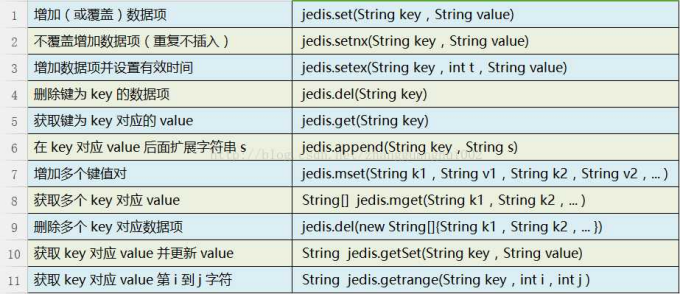 1 增加（或覆盖）数据项 jedis.set(String key，String value)
2 不覆盖增加数据项（重复不插入） jedis.setnx(String key，String value)
3 增加数据项并设置有效时间 jedis.setex(String key，int t，String value)
4 删除键为 key 的数据项 jedis.del(String key)
5 获取键为 key 对应的 value jedis.get(String key)
6 在 key 对应 value 后面扩展字符串 s jedis.append(String key，String s)
7 增加多个键值对 jedis.mset(String k1，String v1，String k2，String v2，...)
8 获取多个 key 对应 value String[] jedis.mget(String k1，String k2，...)
9 删除多个 key 对应数据项 jedis.del(new String[]{String k1，String k2，... })
10 获取 key 对应 value 并更新 value String jedis.getSet(String key，String value)
11 获取 key 对应 value 第 i 到 j 字符 String jedis.getrange(String key，int i，int j )